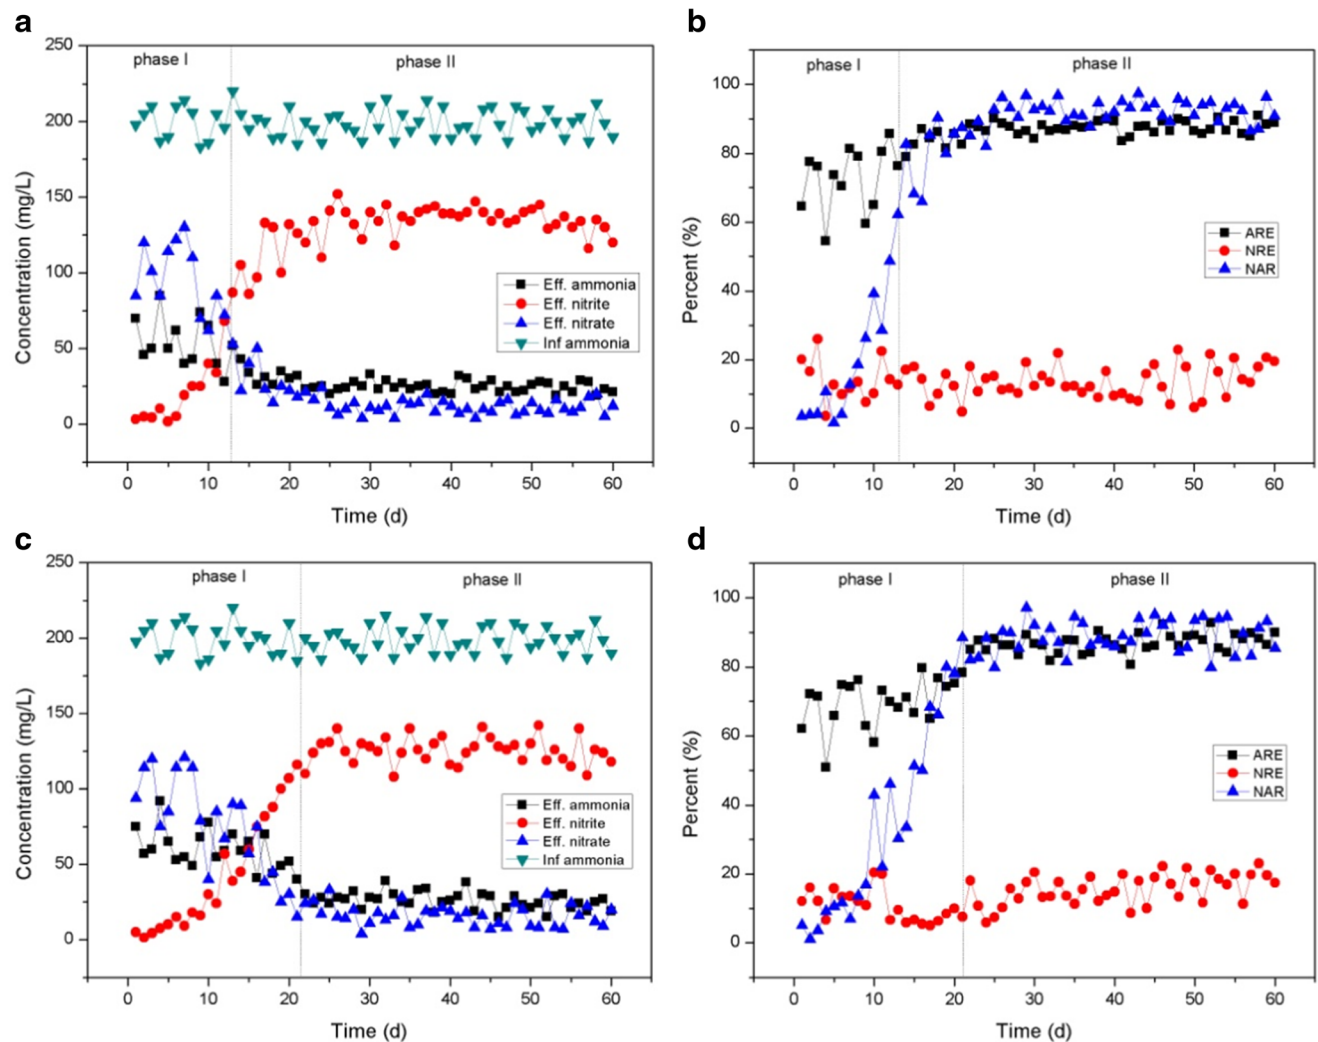 a
250
200
150
100
50
0
Concentration (mg/L)
phase I
phase II
Eff. ammonia
Eff. nitrite
Eff. nitrate
Inf ammonia
0 10 20 30 40 50 60
Time (d)
b
100
80
60
40
20
0
Percent (%)
phase I
phase II
ARE
NRE
NAR
0 10 20 30 40 50 60
Time (d)
c
250
200
150
100
50
0
Concentration (mg/L)
phase I
phase II
Eff. ammonia
Eff. nitrite
Eff. nitrate
Inf ammonia
0 10 20 30 40 50 60
Time (d)
d
100
80
60
40
20
0
Percent (%)
phase I
phase II
ARE
NRE
NAR
0 10 20 30 40 50 60
Time (d)